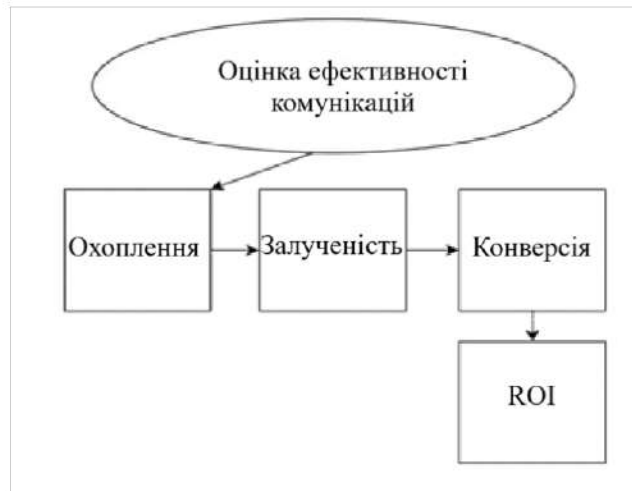 Оцінка ефективності
комунікацій
Охоплення
Залученість
Конверсія
ROI